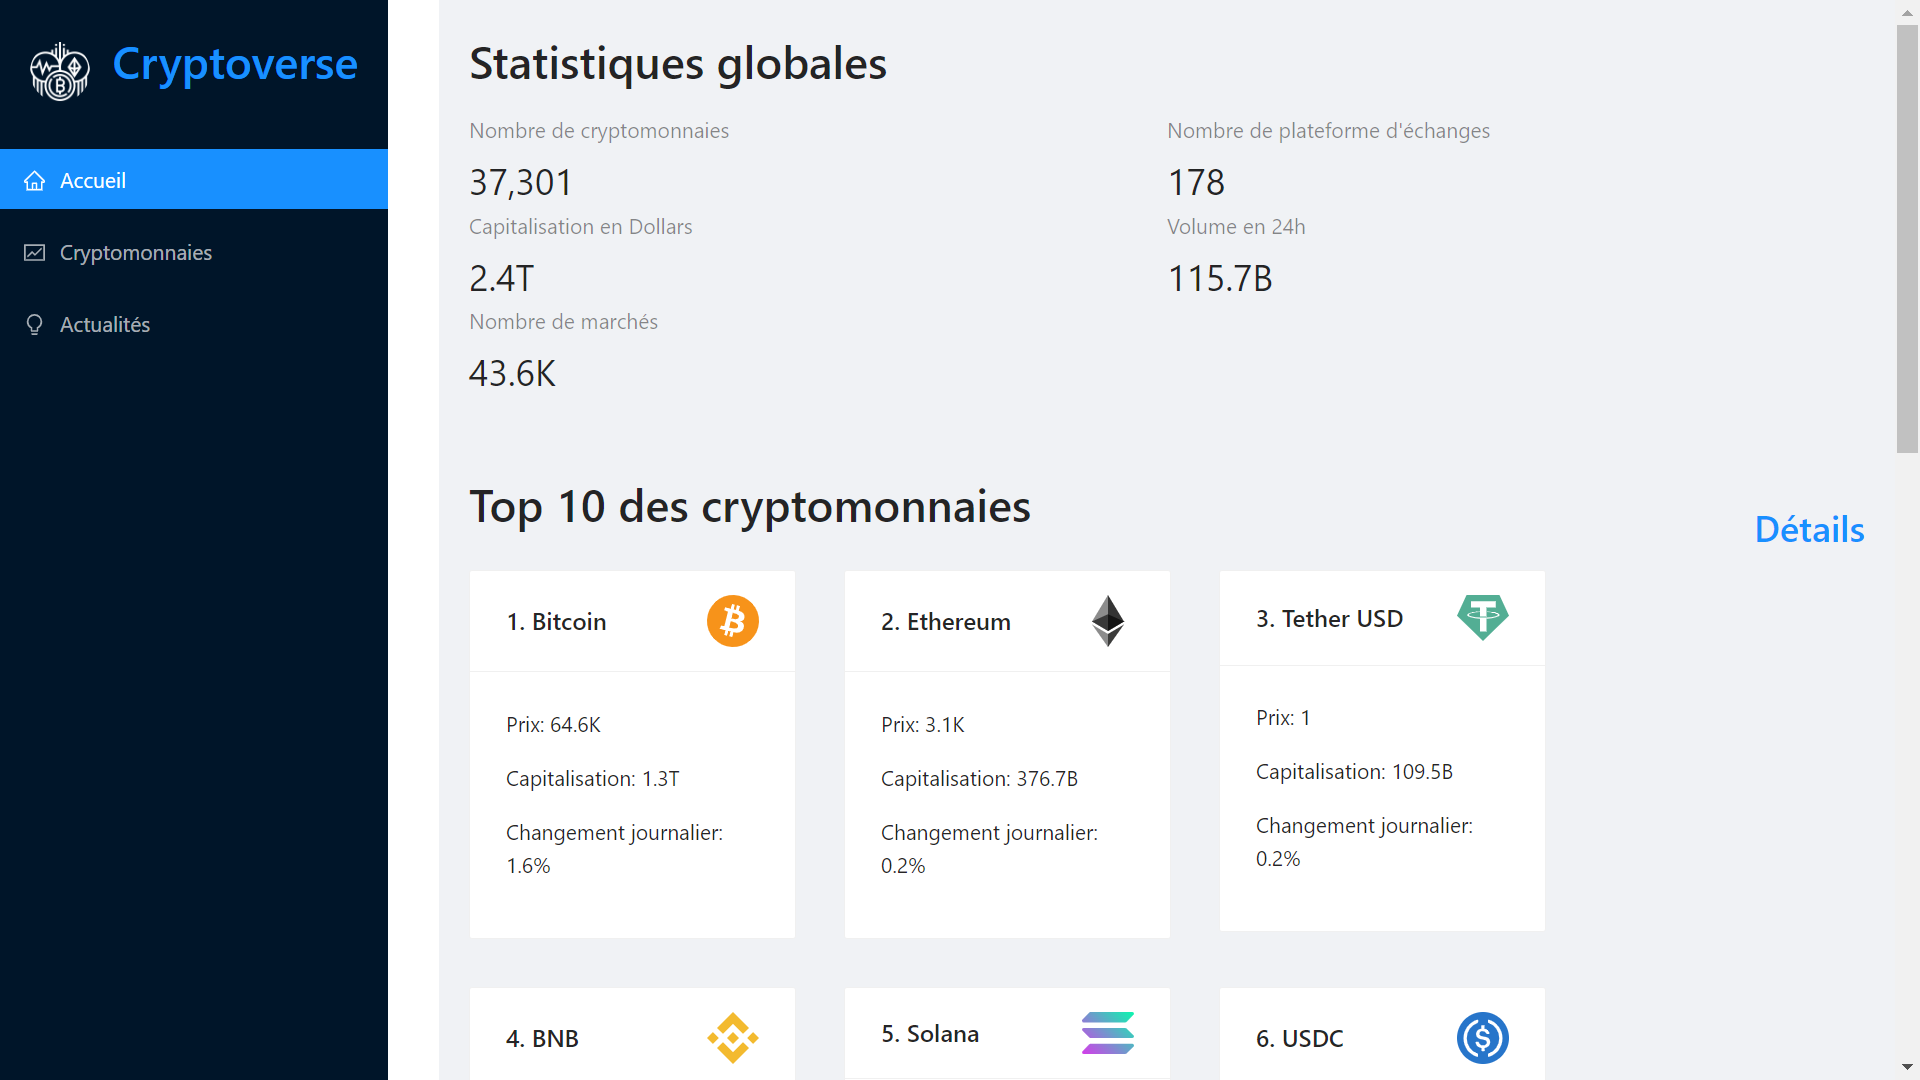 Cryptoverse
Accueil
Cryptomonnaies
Actualités
Statistiques globales
Nombre de cryptomonnaies
37,301
Nombre de plateforme d'échanges
178
Capitalisation en Dollars
2.4T
Volume en 24h
115.7B
Nombre de marchés
43.6K
Top 10 des cryptomonnaies
Détails
1. Bitcoin
Prix: 64.6K
Capitalisation: 1.3T
Changement journalier:
1.6%
2. Ethereum
Prix: 3.1K
Capitalisation: 376.7B
Changement journalier:
0.2%
3. Tether USD
Prix: 1
Capitalisation: 109.5B
Changement journalier:
0.2%
4. BNB
5. Solana
6. USDC